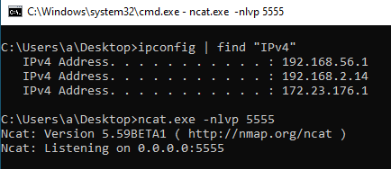 C:\Windows\system32\cmd.exe - ncat.exe -nlvp 5555
C:\Users\a\Desktop>ipconfig | find "IPv4"
   IPv4 Address. . . . . . . . . . . : 192.168.56.1
   IPv4 Address. . . . . . . . . . . : 192.168.2.14
   IPv4 Address. . . . . . . . . . . : 172.23.176.1
C:\Users\a\Desktop>ncat.exe -nlvp 5555
Ncat: Version 5.59BETA1 ( http://nmap.org/ncat )
Ncat: Listening on 0.0.0.0:5555